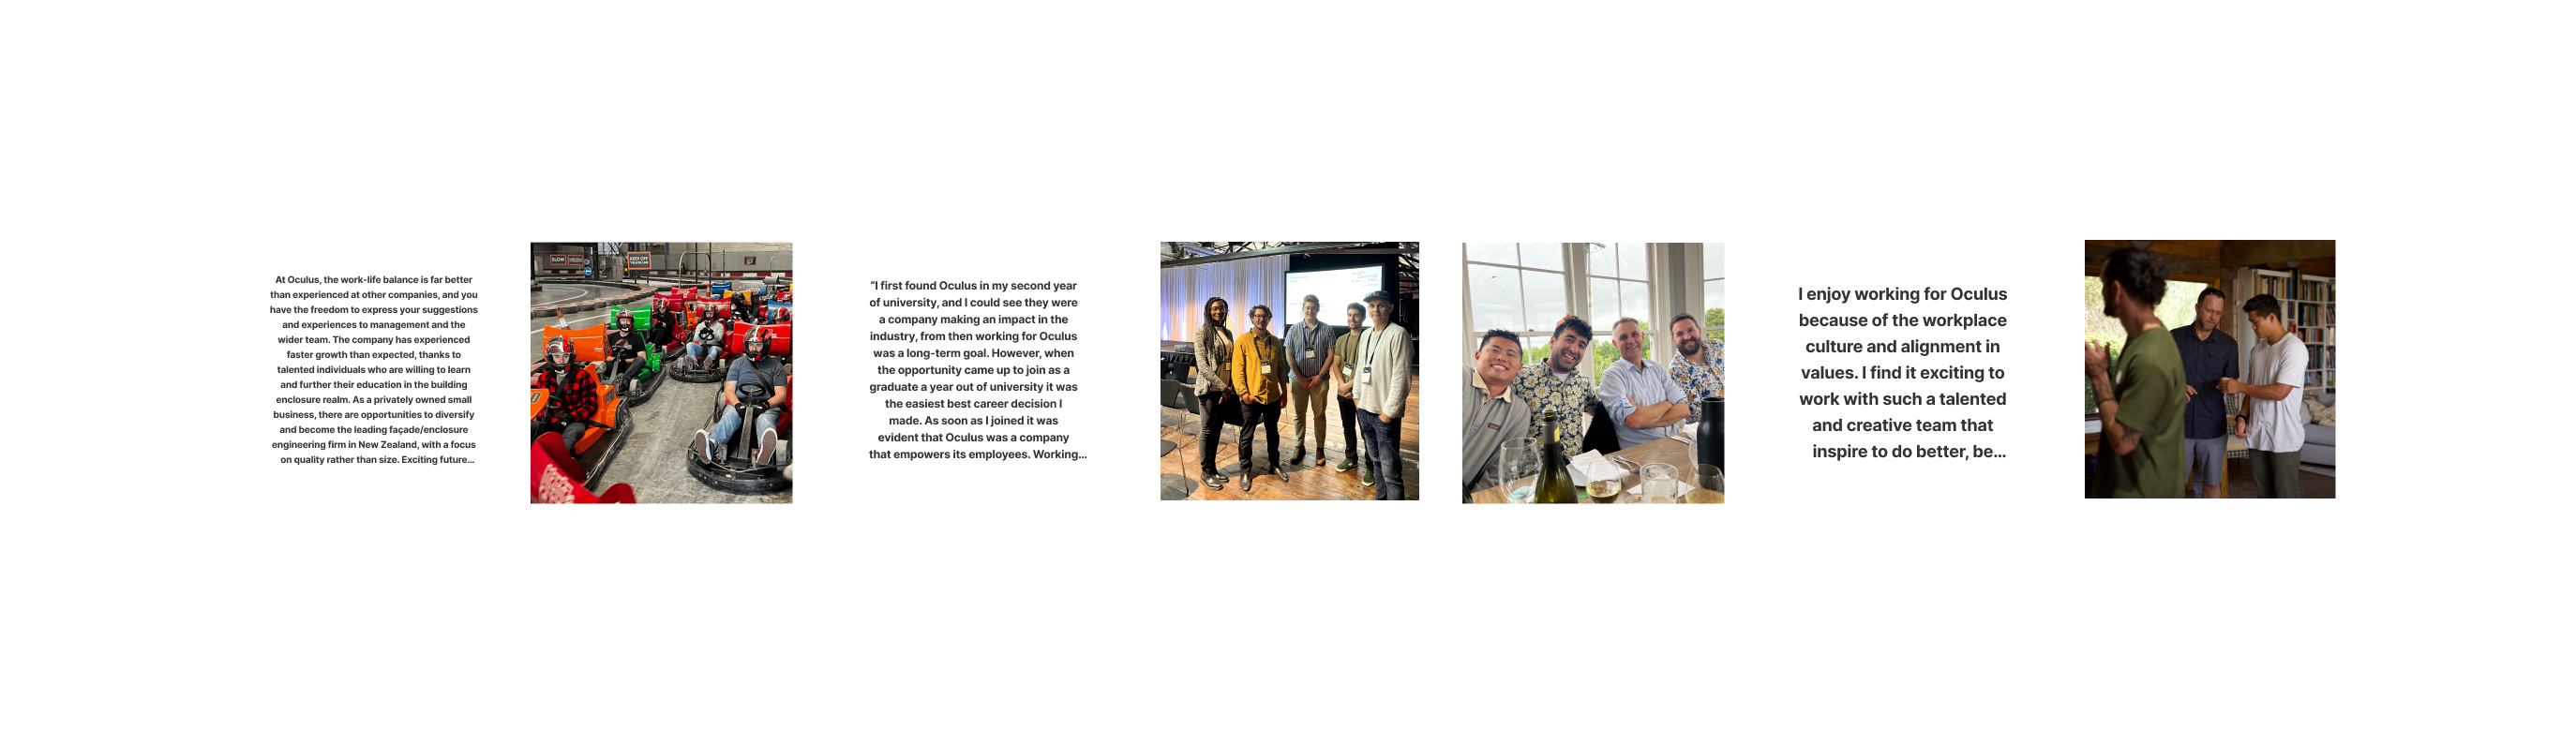 At Oculus, the work-life balance is far better
than experienced at other companies, and you
have the freedom to express your suggestions
and experiences to management and the
wider team. The company has experienced
faster growth than expected, thanks to
talented individuals who are willing to learn
and further their education in the building
enclosure realm. As a privately owned small
business, there are opportunities to diversify
and become the leading façade/enclosure
engineering firm in New Zealand, with a focus
on quality rather than size. Exciting future...
SLOW
KEEP OFF
YELLOW LINE
“I first found Oculus in my second year
of university, and I could see they were
a company making an impact in the
industry, from then working for Oculus
was a long-term goal. However, when
the opportunity came up to join as a
graduate a year out of university it was
the easiest best career decision I
made. As soon as I joined it was
evident that Oculus was a company
that empowers its employees. Working...
I enjoy working for Oculus
because of the workplace
culture and alignment in
values. I find it exciting to
work with such a talented
and creative team that
inspire to do better, be...